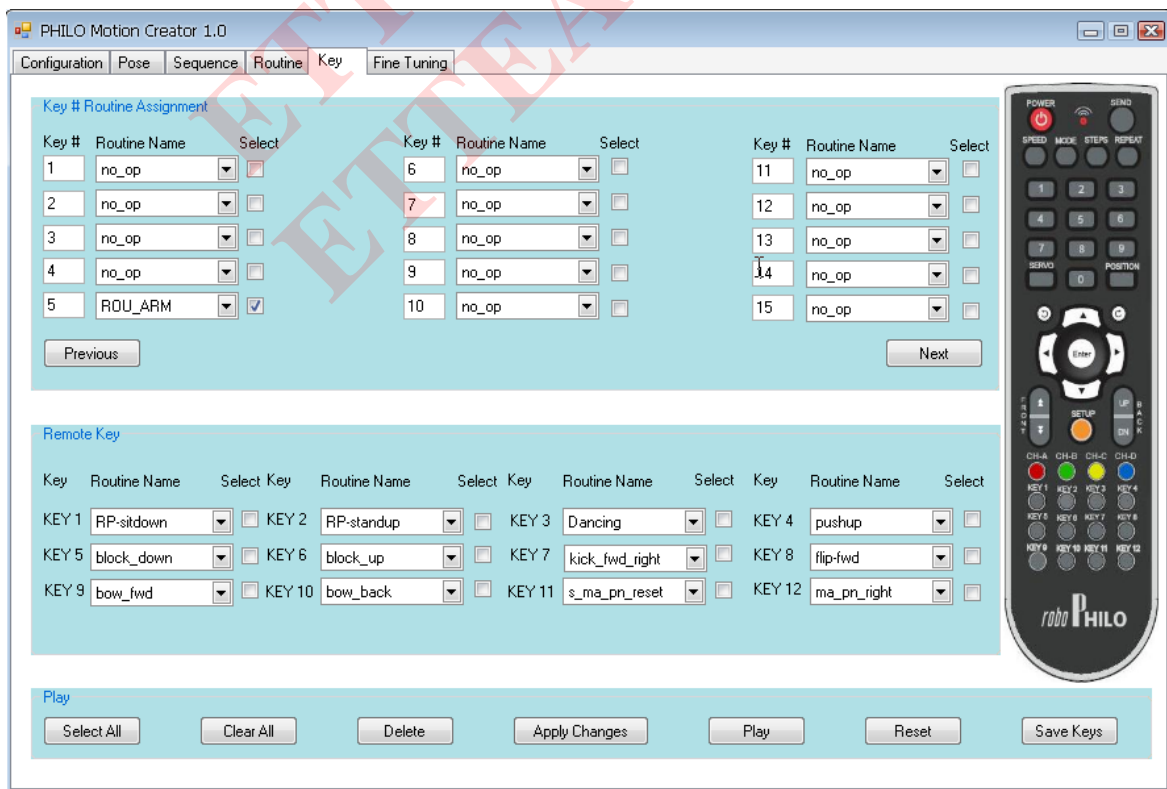 PHILO Motion Creator 1.0
Configuration Pose Sequence Routine Key Fine Tuning
Key # Routine Assignment
Key # Routine Name Select Key # Routine Name Select Key # Routine Name Select
1 no_op 6 no_op 11 no_op
2 no_op 7 no_op 12 no_op
3 no_op 8 no_op 13 no_op
4 no_op 9 no_op 14 no_op
5 ROU_ARM 10 no_op 15 no_op
Previous Next
Remote Key
Key Routine Name Select Key Routine Name Select Key Routine Name Select Key Routine Name Select
KEY 1 RP-sitdown KEY 2 RP-standup KEY 3 Dancing KEY 4 pushup
KEY 5 block_down KEY 6 block_up KEY 7 kick_fwd_right KEY 8 flip-fwd
KEY 9 bow_fwd KEY 10 bow_back KEY 11 s_ma_pn_reset KEY 12 ma_pn_right
Play
Select All Clear All Delete Apply Changes Play Reset Save Keys
POWER SEND
SPEED MODE STEPS REPEAT
1 2 3
4 5 6
7 8 9
SERVO 0 POSITION
Enter
FRONT UP BACK
SETUP
DN
CH-A CH-B CH-C CH-D
KEY 1 KEY 2 KEY 3 KEY 4
KEY 5 KEY 6 KEY 7 KEY 8
KEY 9 KEY 10 KEY 11 KEY 12
robo PHILO
ETTEA